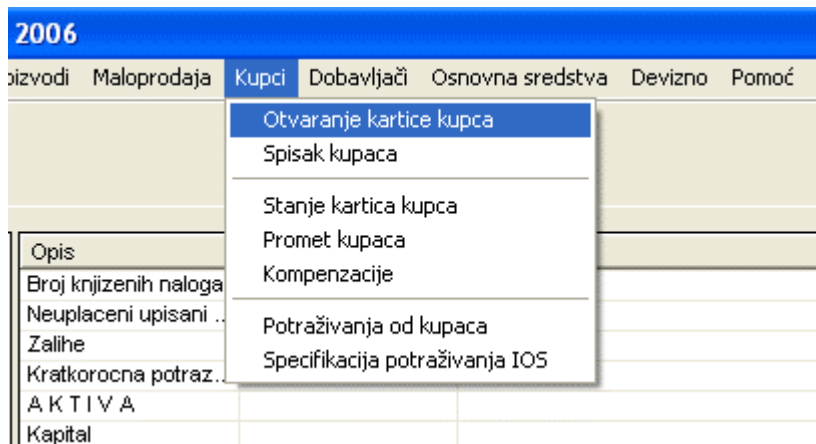 2006
oizvodi Maloprodaja Kupci Dobavljači Osnovna sredstva Devizno Pomoć
Otvaranje kartice kupca
Spisak kupaca
Stanje kartica kupca
Promet kupaca
Kompenzacije
Potraživanja od kupaca
Specifikacija potraživanja IOS
Opis
Broj knjizenih naloga
Neuplaceni upisani ...
Zalihe
Kratkorocna potraz...
A K T I V A
Kapital